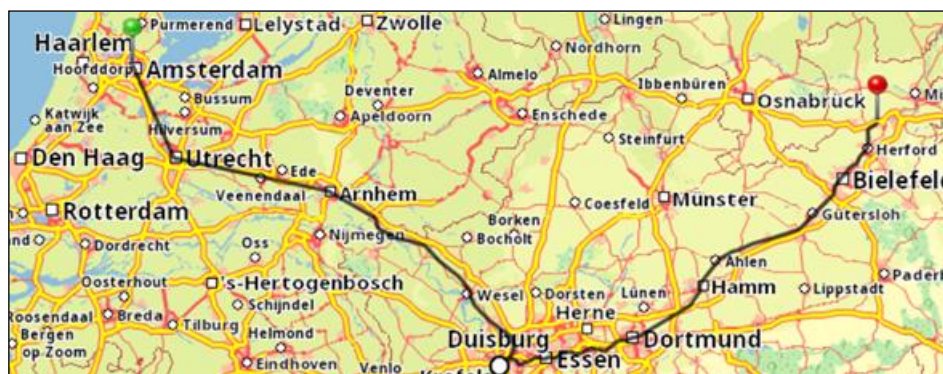 Purmerend
Lelystad
Zwolle
Lingen
Haarlem
Nordhorn
Hoofddorp
Amsterdam
Almelo
Ibbenbüren
Bussum
Deventer
Osnabrück
Katwijk
aan Zee
Hilversum
Apeldoorn
Enschede
Steinfurt
Herford
Den Haag
Utrecht
Ede
Veenendaal
Arnhem
Bielefeld
Rotterdam
Coesfeld
Münster
Gütersloh
Borken
Bocholt
Nijmegen
Dordrecht
Oss
Ahlen
Oosterhout
's-Hertogenbosch
Wesel
Dorsten
Lünen
Hamm
Lippstadt
Roosendaal
Breda
Schijndel
Herne
Bergen
op Zoom
Tilburg
Helmond
Duisburg
Dortmund
Eindhoven
Venlo
Essen